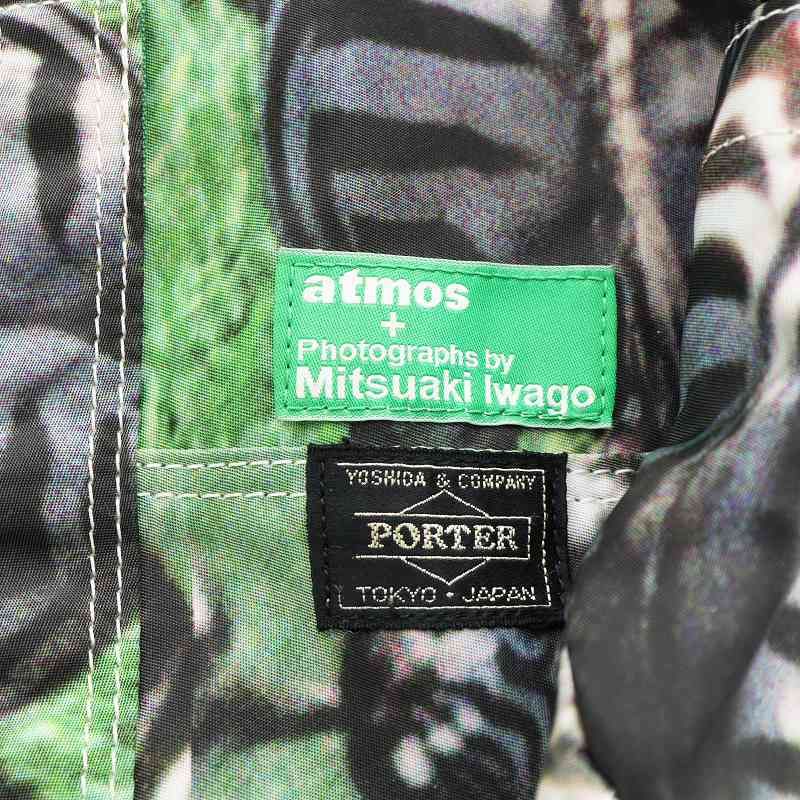 atmos
+
Photographs by
Mitsuaki Iwago
YOSHIDA & COMPANY
PORTER
TOKYO・JAPAN